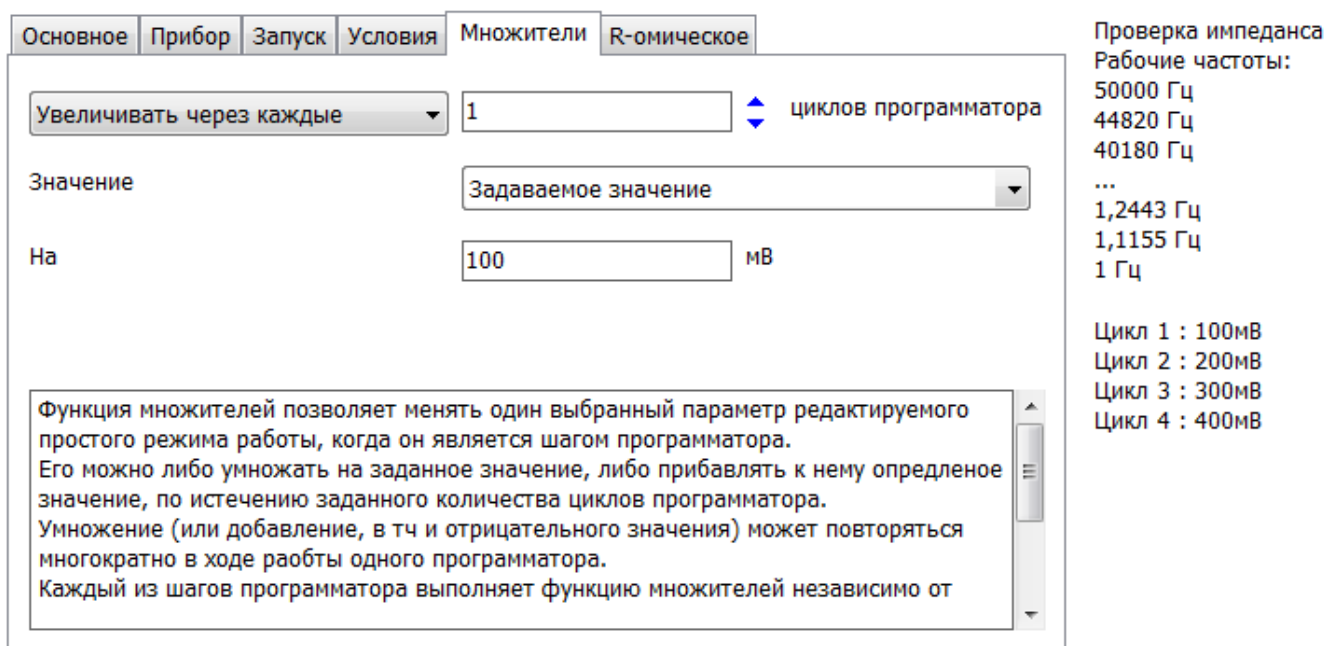 Основное Прибор Запуск Условия Множители R-омическое
Увеличивать через каждые 1 циклов программатора
Значение Задаваемое значение
На 100 мВ
Функция множителей позволяет менять один выбранный параметр редактируемого
простого режима работы, когда он является шагом программатора.
Его можно либо умножать на заданное значение, либо прибавлять к нему опредленое
значение, по истечению заданного количества циклов программатора.
Умножение (или добавление, в тч и отрицательного значения) может повторяться
многократно в ходе раобты одного программатора.
Каждый из шагов программатора выполняет функцию множителей независимо от
Проверка импеданса
Рабочие частоты:
50000 Гц
44820 Гц
40180 Гц
...
1,2443 Гц
1,1155 Гц
1 Гц
Цикл 1 : 100мВ
Цикл 2 : 200мВ
Цикл 3 : 300мВ
Цикл 4 : 400мВ